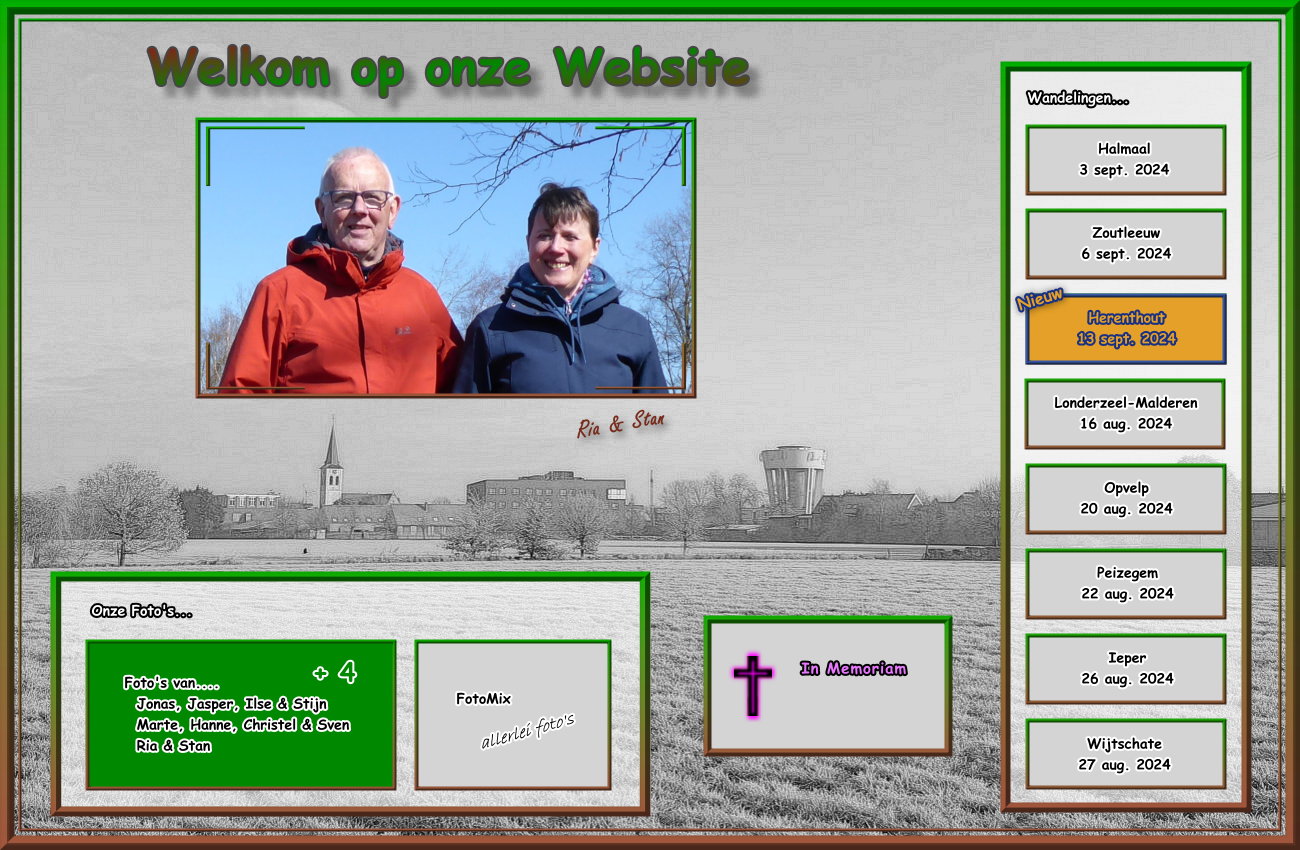 Welkom op onze Website
Ria & Stan
Wandelingen...
Halmaal
3 sept. 2024
Zoutleeuw
6 sept. 2024
Nieuw
Herenthout
13 sept. 2024
Londerzeel-Malderen
16 aug. 2024
Opvelp
20 aug. 2024
Peizegem
22 aug. 2024
Ieper
26 aug. 2024
Wijtschate
27 aug. 2024
Onze Foto's...
+ 4
Foto's van....
Jonas, Jasper, Ilse & Stijn
Marte, Hanne, Christel & Sven
Ria & Stan
FotoMix
allerlei foto's
In Memoriam